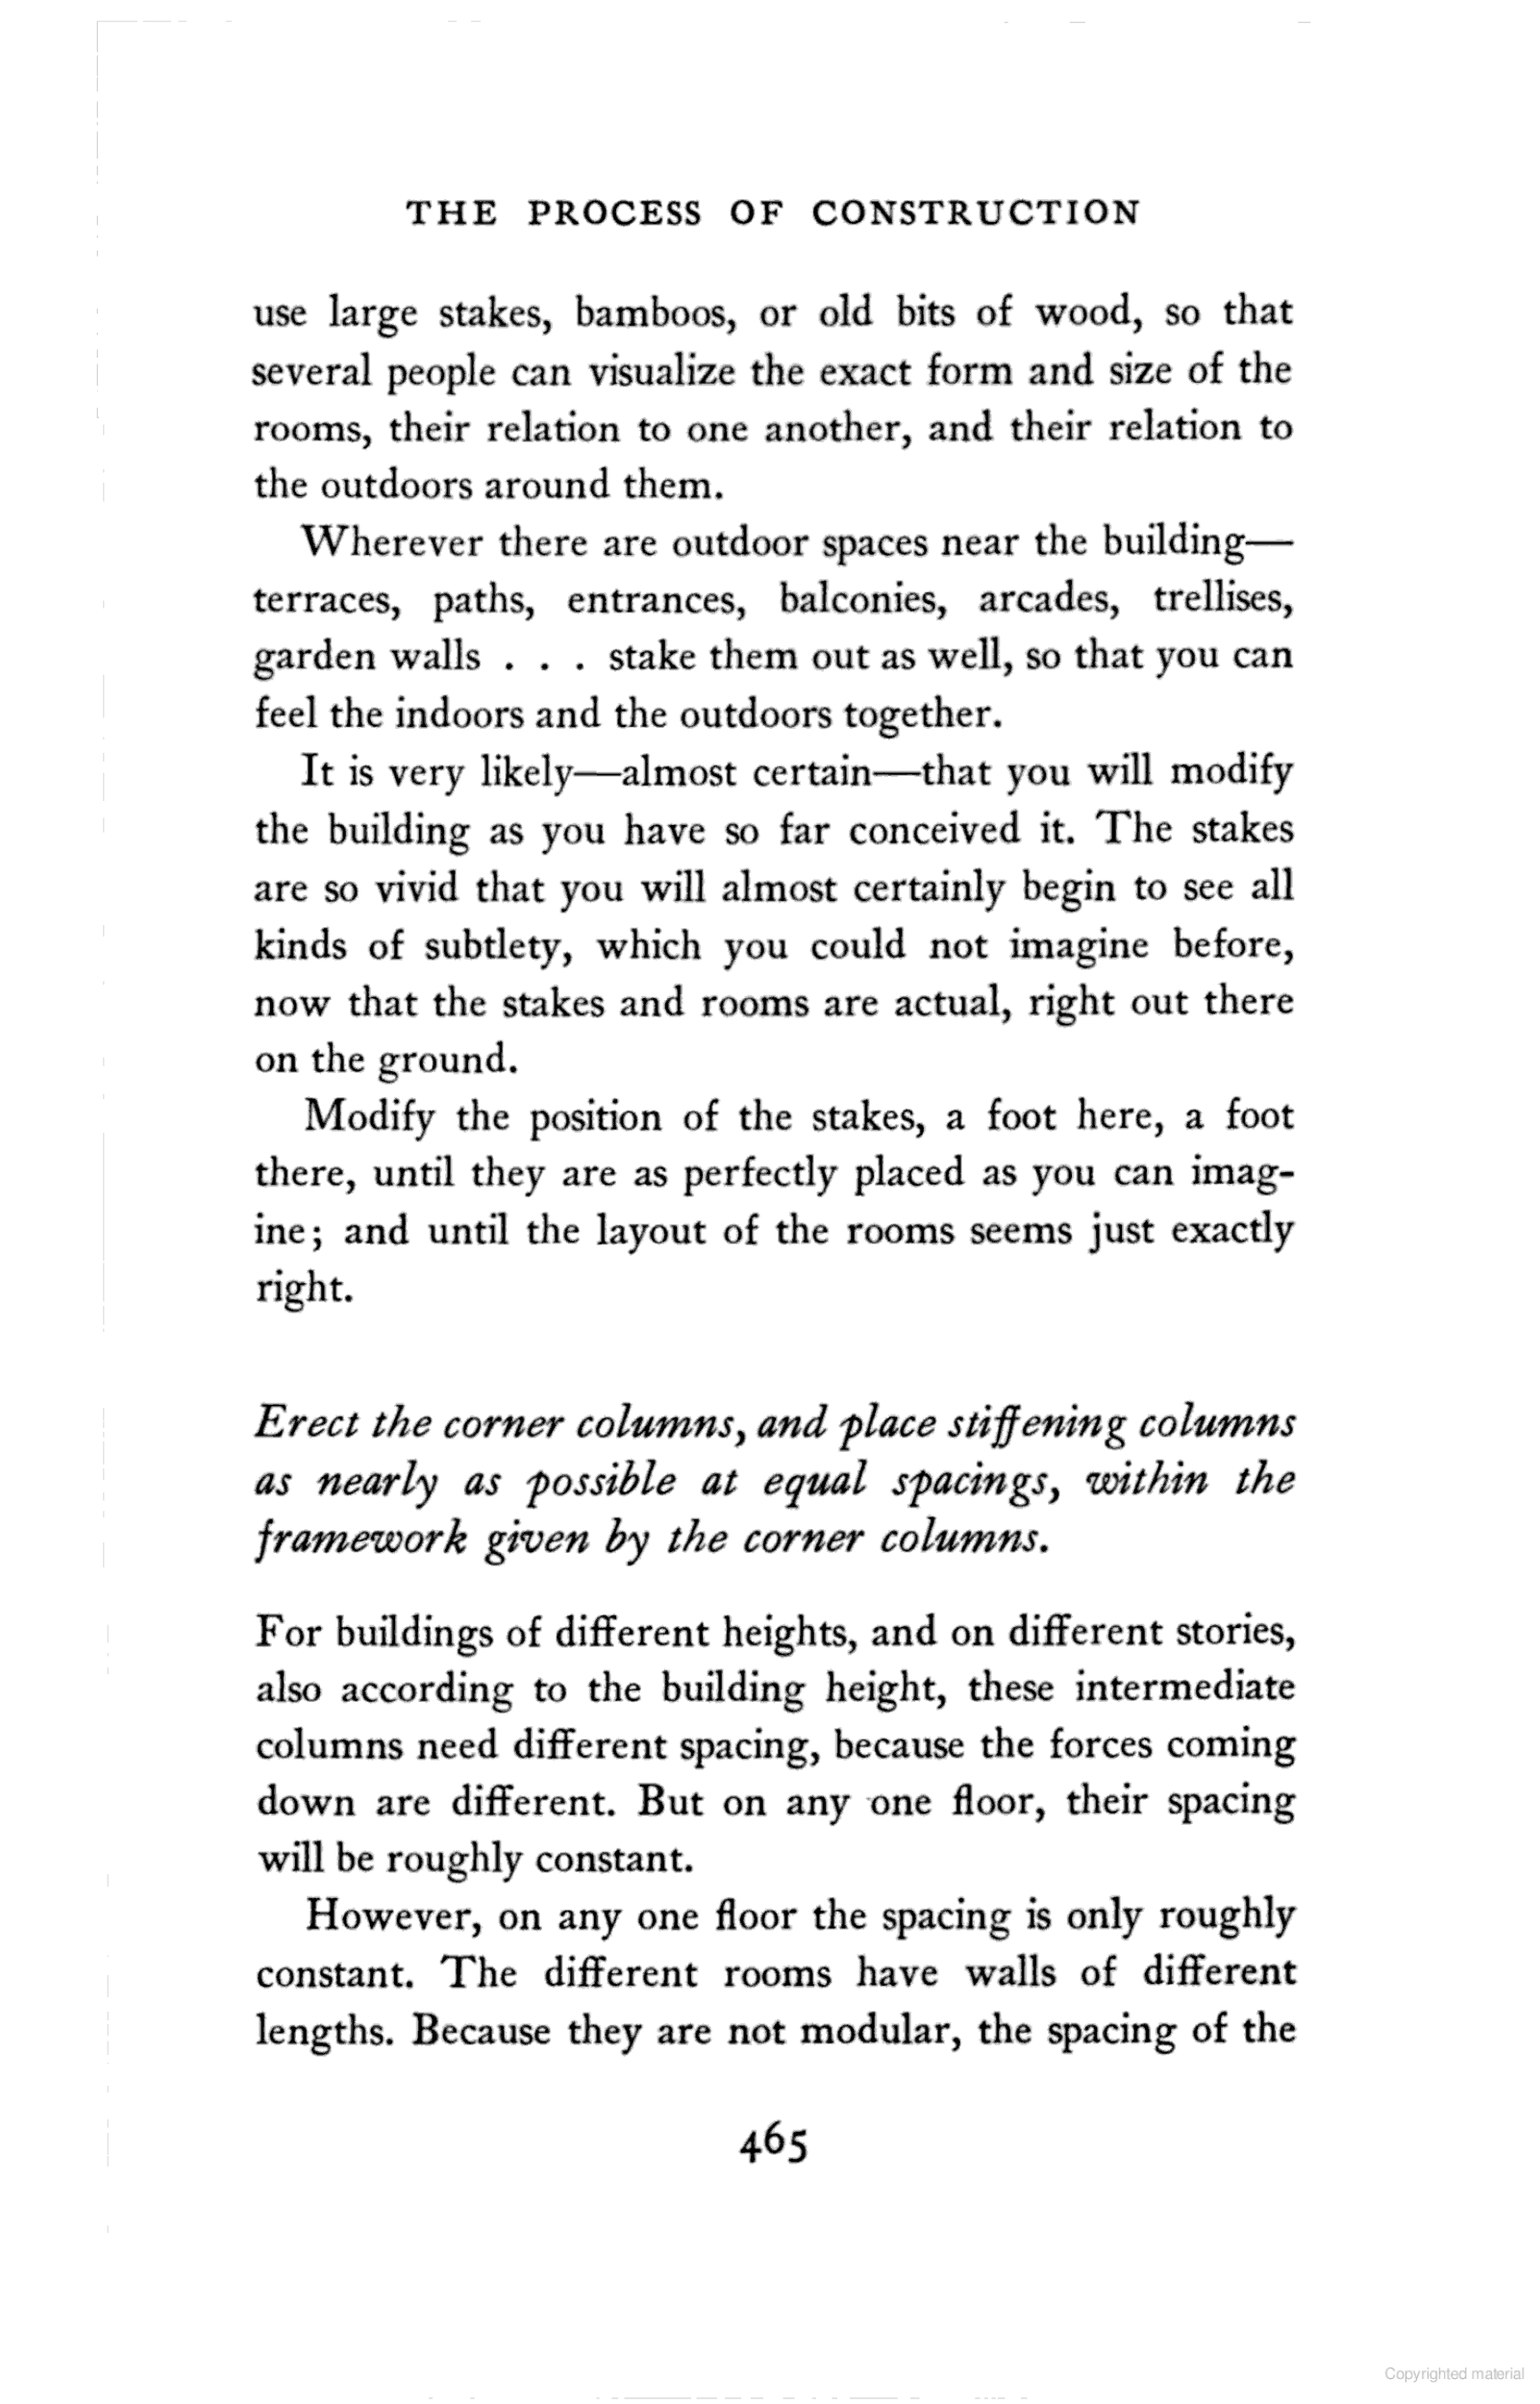 THE PROCESS OF CONSTRUCTION
use large stakes, bamboos, or old bits of wood, so that
several people can visualize the exact form and size of the
rooms, their relation to one another, and their relation to
the outdoors around them.
Wherever there are outdoor spaces near the building—
terraces, paths, entrances, balconies, arcades, trellises,
garden walls . . . stake them out as well, so that you can
feel the indoors and the outdoors together.
It is very likely—almost certain—that you will modify
the building as you have so far conceived it. The stakes
are so vivid that you will almost certainly begin to see all
kinds of subtlety, which you could not imagine before,
now that the stakes and rooms are actual, right out there
on the ground.
Modify the position of the stakes, a foot here, a foot
there, until they are as perfectly placed as you can imag-
ine; and until the layout of the rooms seems just exactly
right.
Erect the corner columns, and place stiffening columns
as nearly as possible at equal spacings, within the
framework given by the corner columns.
For buildings of different heights, and on different stories,
also according to the building height, these intermediate
columns need different spacing, because the forces coming
down are different. But on any one floor, their spacing
will be roughly constant.
However, on any one floor the spacing is only roughly
constant. The different rooms have walls of different
lengths. Because they are not modular, the spacing of the
465
Copyrighted material